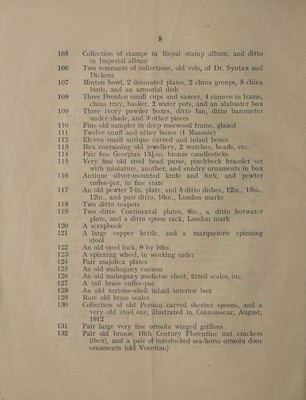 8
105 Collection of stamps in Royal stamp album, and ditto
in Imperial album
106 Two remnants of collections, old vols, of Dr. Syntax and
Dickens
107 Minton bowl, 2 decorated plates, 2 china groups, 5 china
birds, and an armorial dish
108 Three Dresden small cups and saucer, 4 cameos in frame,
china tray, basket, 2 water pots, and an alabaster box
109 Three ivory powder boxes, ditto fan, ditto barometer
under shade, and 3 other pieces
110 Fine old sampler in deep rosewood frame, glazed
111 Twelve snuff and other boxes (1 Masonic)
112 Eleven small antique carved and inlaid boxes
113 Box containing old jewellery, 2 watches, beads, etc.
114 Pair fine Georgian 13½-in. bronze candlesticks
115 Very fine old steel bead purse, pinchbeck bracelet set
with miniature, another, and sundry ornaments in box
116 Antique silver-mounted knife and fork, and pewter
coffee-pot, in fine state
117 An old pewter 7-in. plate, and 5 ditto dishes, 12in., 15in.,
12in., and pair ditto, 16in., London marks
118 Two ditto teapots
119 Two ditto Continental plates, 8in., a ditto hotwater
plate, and a ditto spoon rack, London mark
120 A scrapbook
121 A large copper kettle, and a marqueterie spinning
stool
122 An old steel lock, 9 by 10in.
123 A spinning wheel, in working order
124 Pair majolica plates
125 An old mahogany vannon
126 An old mahogany medicine chest, fitted scales, etc.
127 A tall brass coffee-pot
128 An old tortoise-shell inlaid interior box
129 Rare old brass scales
130 Collection of old Persian carved sherbet spoons, and a
very old steel one, illustrated in Connoisseur, August,
1912
131 Pair large very fine ormolu winged griffons
132 Pair old bronze 16th Century Florentine nut crackers
(ibex), and a pair of interlocked sea-horse ormolu door
ornaments (old Venetian)